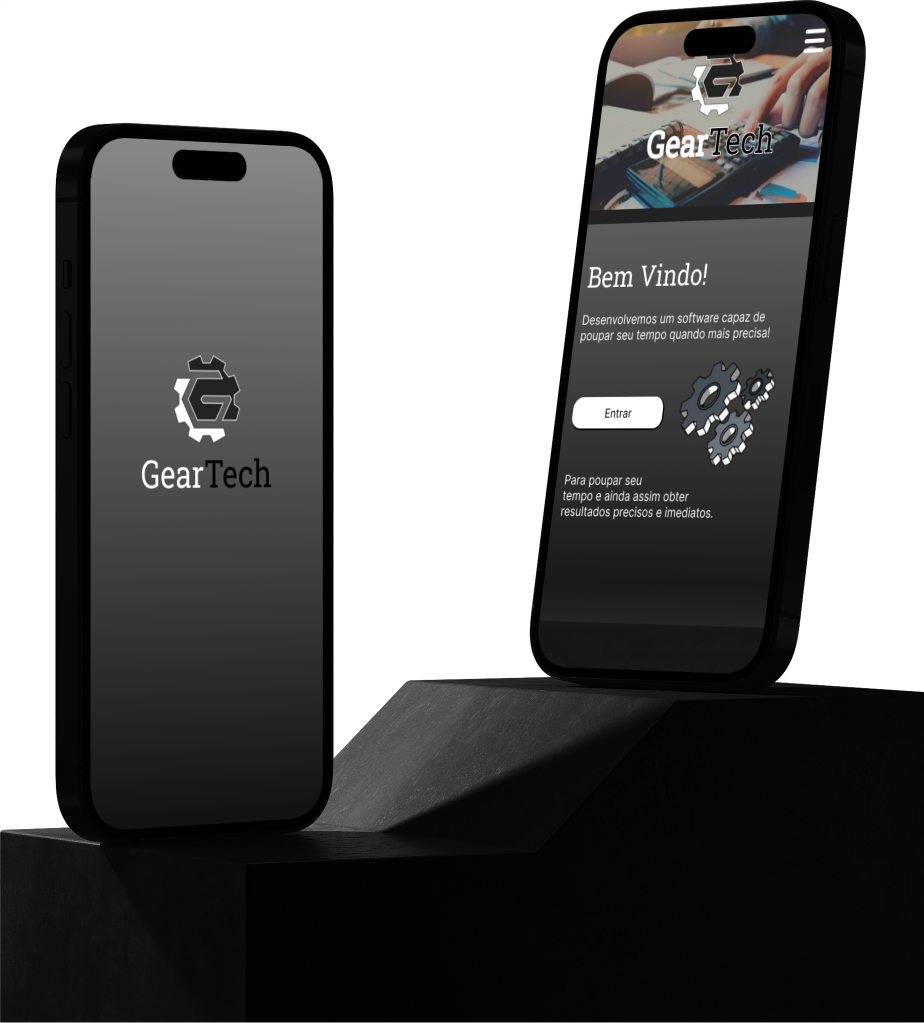 GearTech
GearTech
Bem Vindo!
Desenvolvemos um software capaz de
poupar seu tempo quando mais precisa!
Entrar
Para poupar seu
tempo e ainda assim obter
resultados precisos e imediatos.